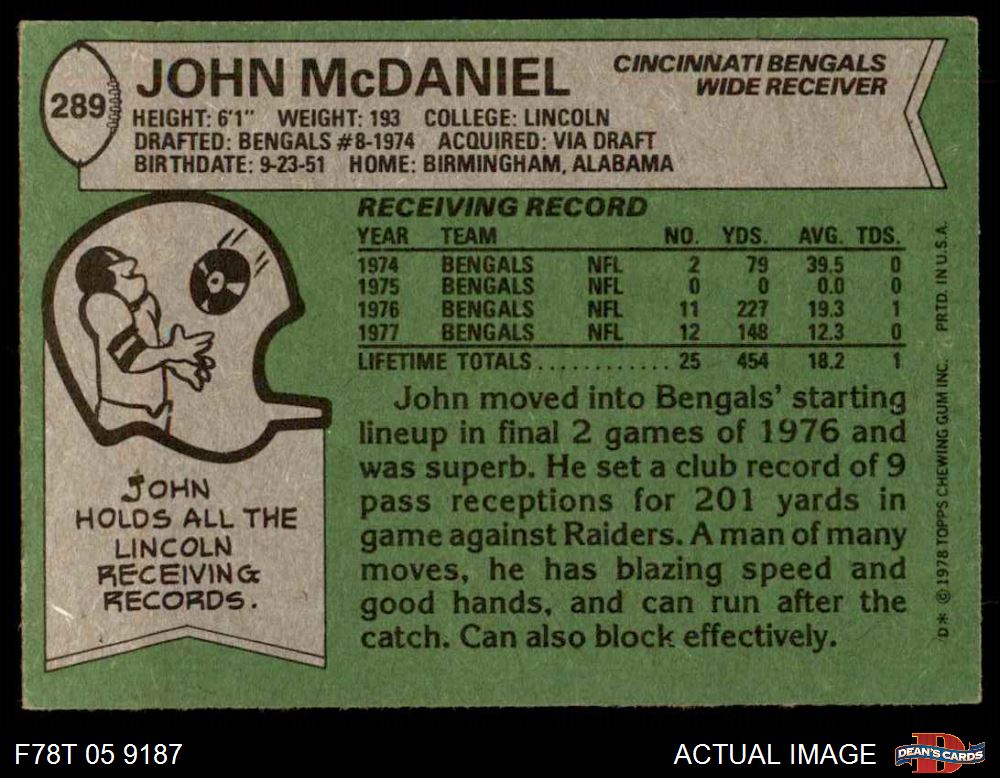 289
JOHN McDANIEL
CINCINNATI BENGALS
WIDE RECEIVER
HEIGHT: 6'1" WEIGHT: 193 COLLEGE: LINCOLN
DRAFTED: BENGALS #8-1974 ACQUIRED: VIA DRAFT
BIRTHDATE: 9-23-51 HOME: BIRMINGHAM, ALABAMA
RECEIVING RECORD
YEAR TEAM NO. YDS. AVG. TDS.
1974 BENGALS NFL 2 79 39.5 0
1975 BENGALS NFL 0 0 0.0 0
1976 BENGALS NFL 11 227 19.3 1
1977 BENGALS NFL 12 148 12.3 0
LIFETIME TOTALS............ 25 454 18.2 1
John moved into Bengals' starting
lineup in final 2 games of 1976 and
was superb. He set a club record of 9
pass receptions for 201 yards in
game against Raiders. A man of many
moves, he has blazing speed and
good hands, and can run after the
catch. Can also block effectively.
JOHN
HOLDS ALL THE
LINCOLN
RECEIVING
RECORDS.
D* © 1978 TOPPS CHEWING GUM INC. PRTD. IN U.S.A.
F78T 05 9187
ACTUAL IMAGE
D
DEAN'S CARDS